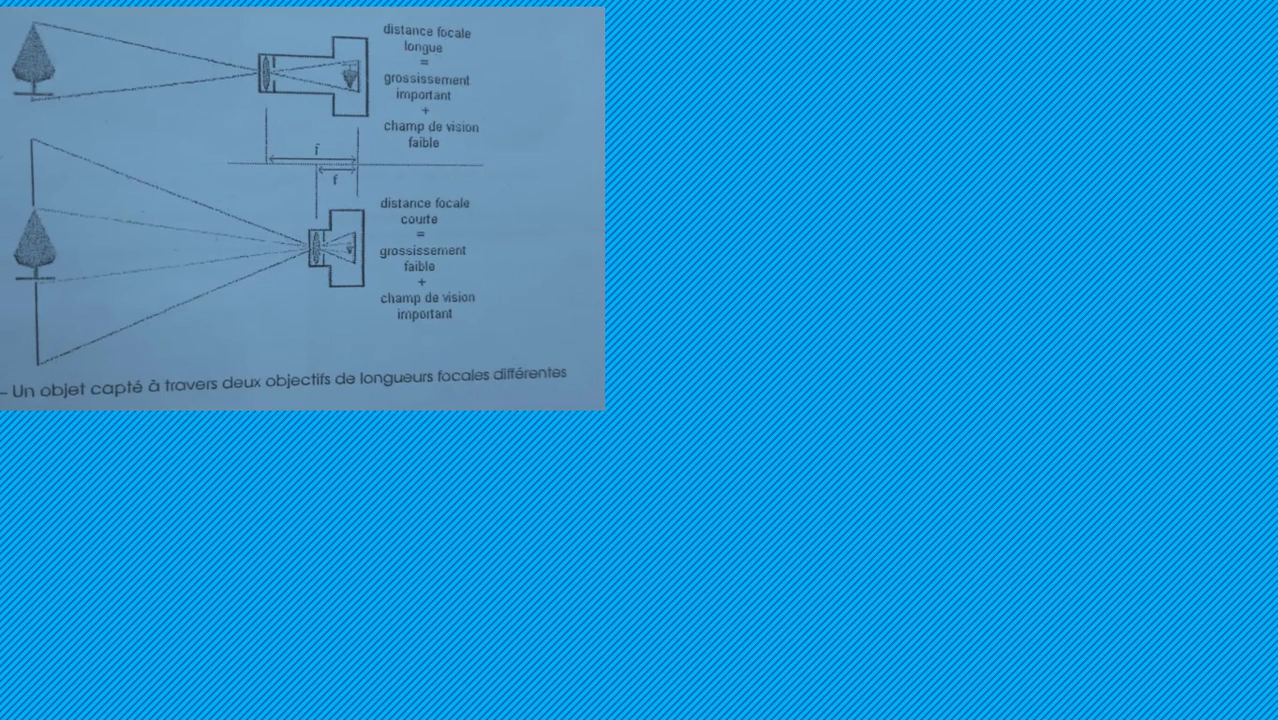 distance focale
longue
=
grossissement
important
+
champ de vision
faible
f
f
distance focale
courte
=
grossissement
faible
+
champ de vision
important
– Un objet capté à travers deux objectifs de longueurs focales différentes